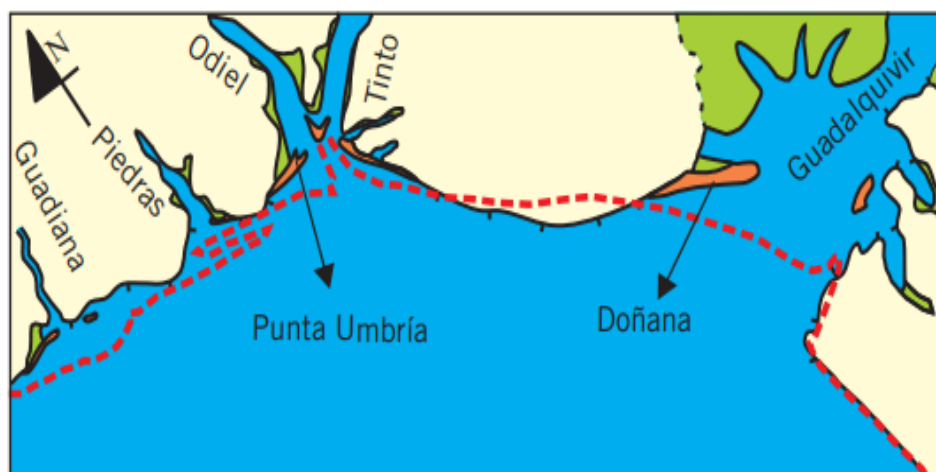 N
Odiel
Tinto
Guadalquivir
Piedras
Guadiana
Punta Umbría
Doñana